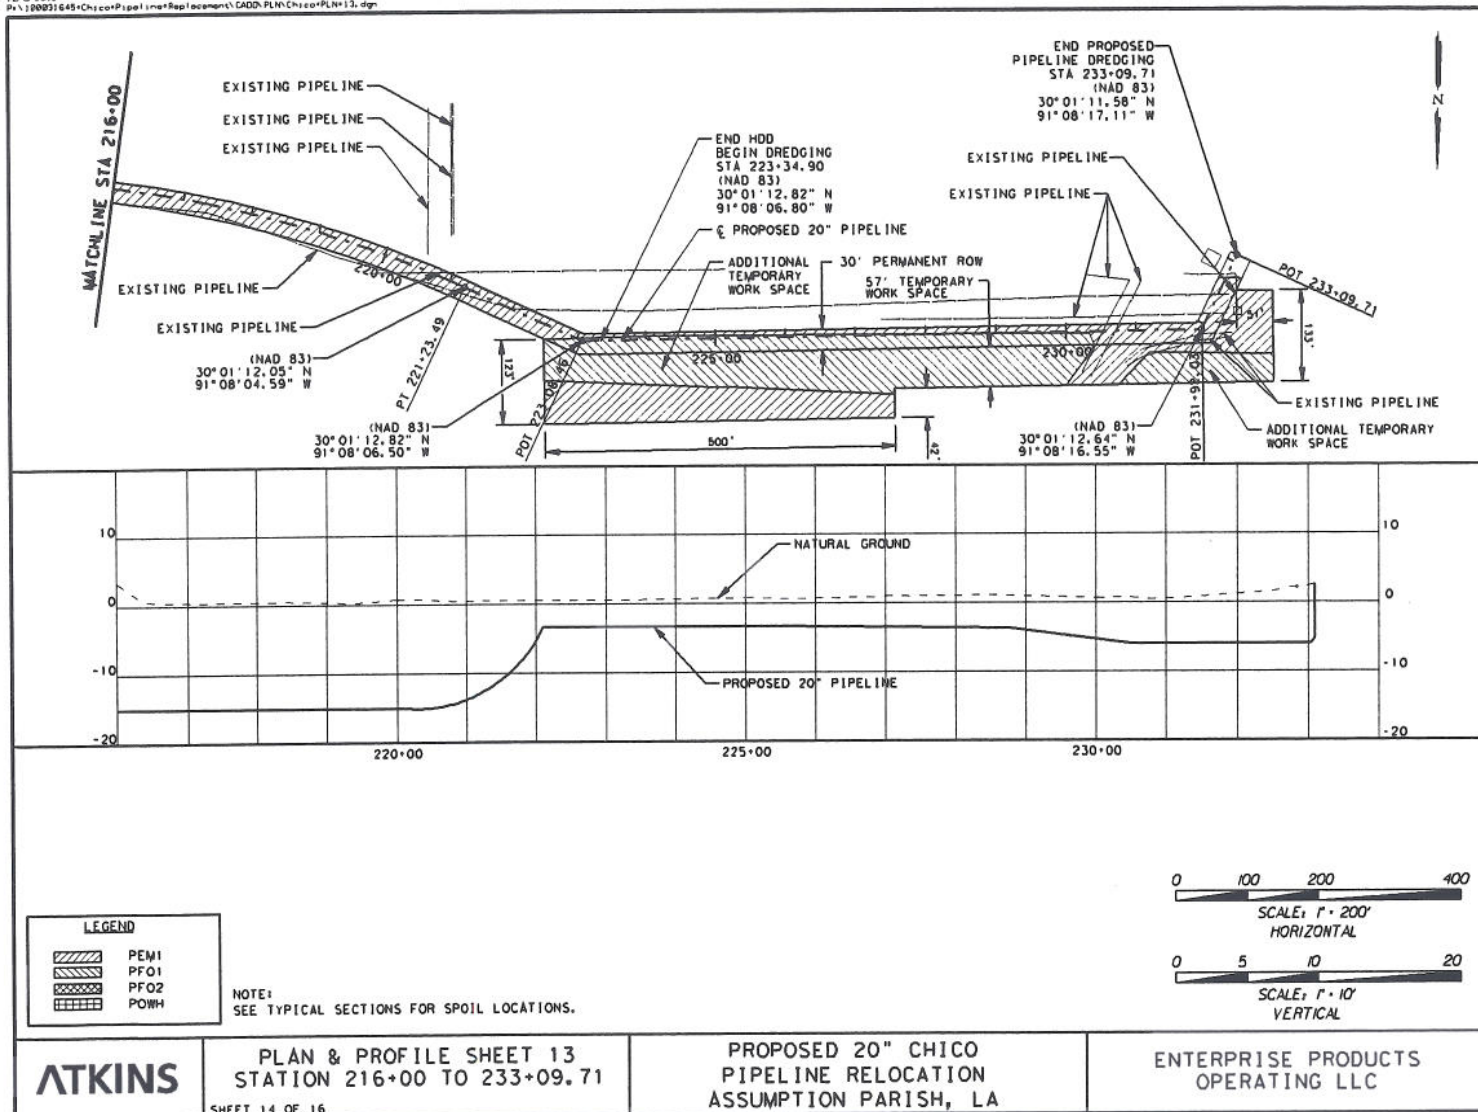 EXISTING PIPELINE
EXISTING PIPELINE
EXISTING PIPELINE
MATCHLINE STA 216+00
EXISTING PIPELINE
EXISTING PIPELINE
220+00
(NAD 83)
30°01'12.05" N
91°08'04.59" W
PT 221+23.49
(NAD 83)
30°01'12.82" N
91°08'06.50" W
POT 223+08.46
END HDD
BEGIN DREDGING
STA 223+34.90
(NAD 83)
30°01'12.82" N
91°08'06.80" W
℄ PROPOSED 20" PIPELINE
ADDITIONAL
TEMPORARY
WORK SPACE
30' PERMANENT ROW
57' TEMPORARY
WORK SPACE
225+00
230+00
123'
500'
42'
END PROPOSED
PIPELINE DREDGING
STA 233+09.71
(NAD 83)
30°01'11.58" N
91°08'17.11" W
EXISTING PIPELINE
EXISTING PIPELINE
N
POT 233+09.71
51'
133'
EXISTING PIPELINE
ADDITIONAL TEMPORARY
WORK SPACE
(NAD 83)
30°01'12.64" N
91°08'16.55" W
POT 231+92.03
10
0
-10
-20
NATURAL GROUND
PROPOSED 20" PIPELINE
10
0
-10
-20
220+00
225+00
230+00
0 100 200 400
SCALE: 1" = 200'
HORIZONTAL
0 5 10 20
SCALE: 1" = 10'
VERTICAL
LEGEND
PEM1
PFO1
PFO2
POWH
NOTE:
SEE TYPICAL SECTIONS FOR SPOIL LOCATIONS.
ATKINS
PLAN & PROFILE SHEET 13
STATION 216+00 TO 233+09.71
SHEET 14 OF 16
PROPOSED 20" CHICO
PIPELINE RELOCATION
ASSUMPTION PARISH, LA
ENTERPRISE PRODUCTS
OPERATING LLC